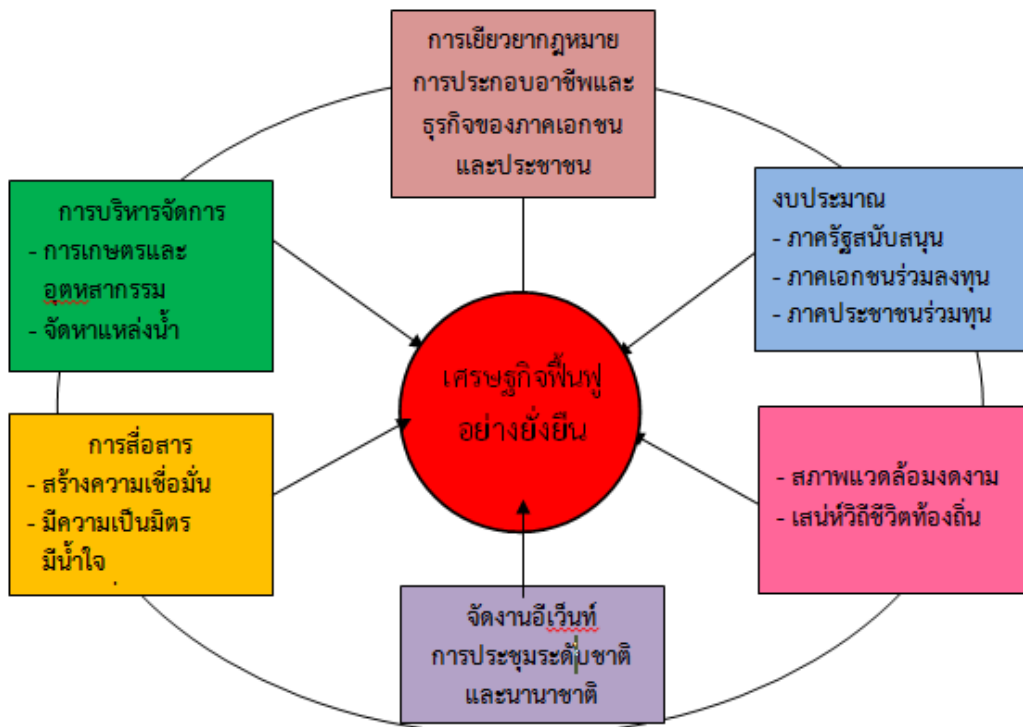 การเยียวยากฎหมาย
การประกอบอาชีพและ
ธุรกิจของภาคเอกชน
และประชาชน
การบริหารจัดการ
- การเกษตรและ
อุตหสากรรม
- จัดหาแหล่งน้ำ
งบประมาณ
- ภาครัฐสนับสนุน
- ภาคเอกชนร่วมลงทุน
- ภาคประชาชนร่วมทุน
เศรษฐกิจฟื้นฟู
อย่างยั่งยืน
การสื่อสาร
- สร้างความเชื่อมั่น
- มีความเป็นมิตร
มีน้ำใจ
- สภาพแวดล้อมงดงาม
- เสน่ห์วิถีชีวิตท้องถิ่น
จัดงานอีเว็นท์
การประชุมระดับชาติ
และนานาชาติ